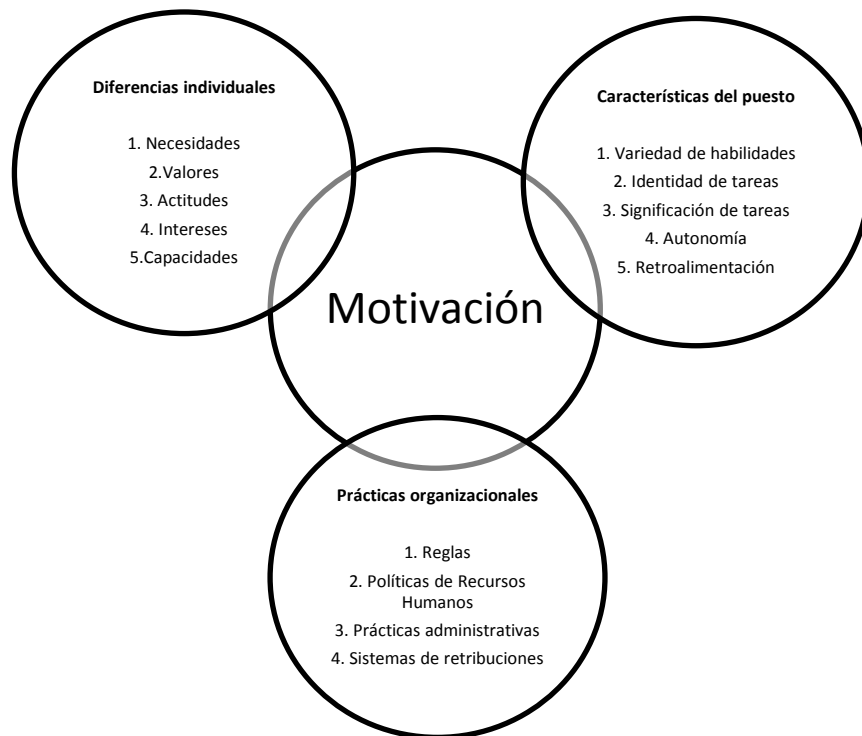 Diferencias individuales
1. Necesidades
2.Valores
3. Actitudes
4. Intereses
5.Capacidades
Características del puesto
1. Variedad de habilidades
2. Identidad de tareas
3. Significación de tareas
4. Autonomía
5. Retroalimentación
Motivación
Prácticas organizacionales
1. Reglas
2. Políticas de Recursos
Humanos
3. Prácticas administrativas
4. Sistemas de retribuciones